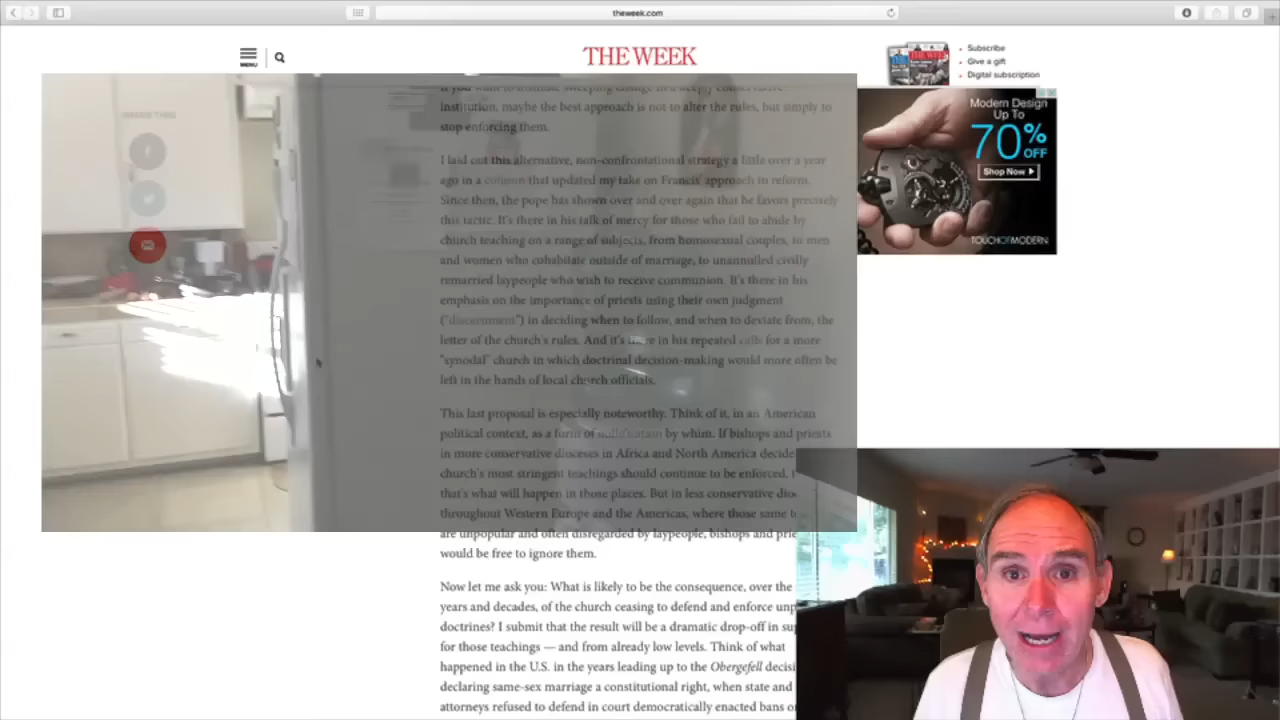 theweek.com
MENU
THE WEEK
Subscribe
Give a gift
Digital subscription
Modern Design
Up To
70%
OFF
Shop Now
TOUCHOFMODERN
SHARE THIS
institution, maybe the best approach is not to alter the rules, but simply to
stop enforcing them.
I laid out this alternative, non-confrontational strategy a little over a year
ago in a column that updated my take on Francis' approach to reform.
Since then, the pope has shown over and over again that he favors precisely
this tactic. It's there in his talk of mercy for those who fail to abide by
church teaching on a range of subjects, from homosexual couples, to men
and women who cohabitate outside of marriage, to unannulled civilly
remarried laypeople who wish to receive communion. It's there in his
emphasis on the importance of priests using their own judgment
("discernment") in deciding when to follow, and when to deviate from, the
letter of the church's rules. And it's there in his repeated calls for a more
"synodal" church in which doctrinal decision-making would more often be
left in the hands of local church officials.
This last proposal is especially noteworthy. Think of it, in an American
political context, as a form of nullification by whim. If bishops and priests
in more conservative dioceses in Africa and North America decide
church's most stringent teachings should continue to be enforced,
that's what will happen in those places. But in less conservative
throughout Western Europe and the Americas, where those same
are unpopular and often disregarded by laypeople, bishops and
would be free to ignore them.
Now let me ask you: What is likely to be the consequence, over the
years and decades, of the church ceasing to defend and enforce
doctrines? I submit that the result will be a dramatic drop-off in
for those teachings — and from already low levels. Think of what
happened in the U.S. in the years leading up to the Obergefell
declaring same-sex marriage a constitutional right, when state and
attorneys refused to defend in court democratically enacted bans